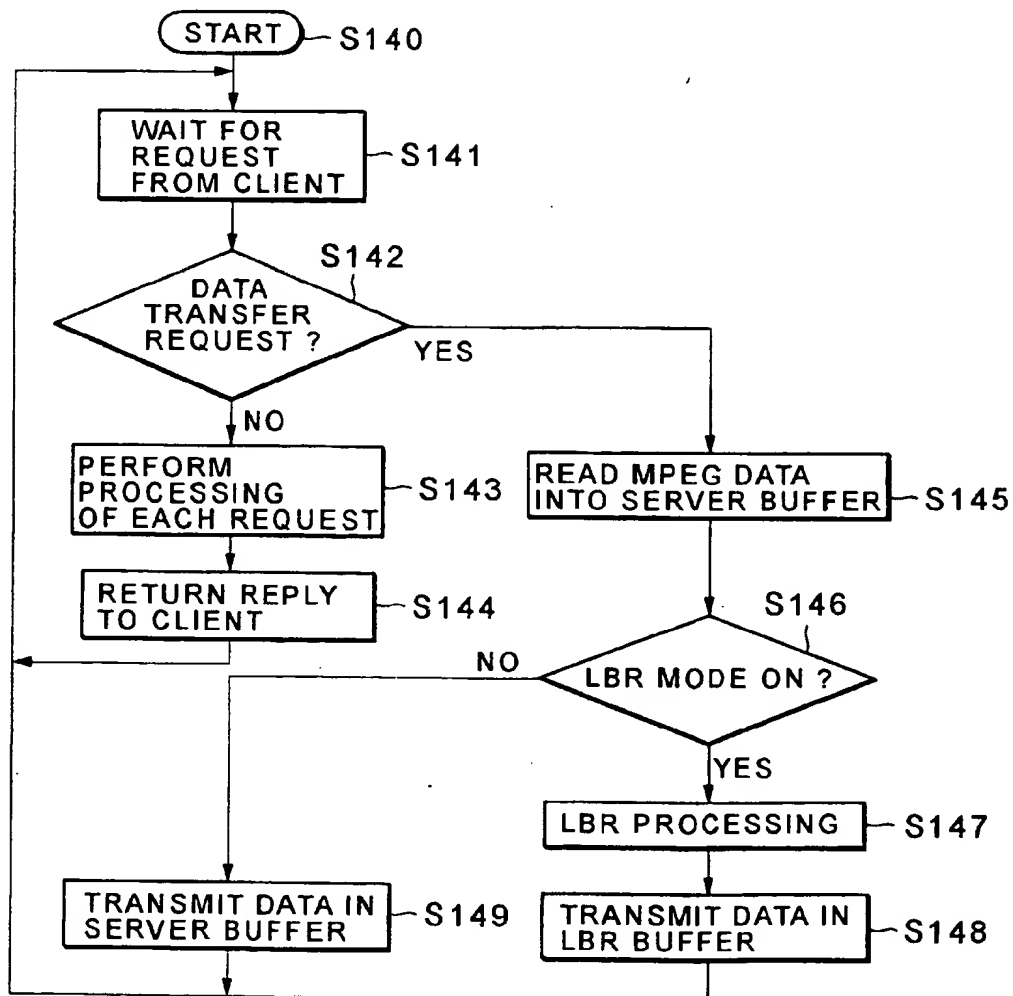 START
S140
WAIT FOR
REQUEST
FROM CLIENT
S141
S142
DATA
TRANSFER
REQUEST ?
YES
NO
PERFORM
PROCESSING
OF EACH REQUEST
S143
READ MPEG DATA
INTO SERVER BUFFER
S145
RETURN REPLY
TO CLIENT
S144
S146
LBR MODE ON ?
NO
YES
LBR PROCESSING
S147
TRANSMIT DATA IN
SERVER BUFFER
S149
TRANSMIT DATA IN
LBR BUFFER
S148